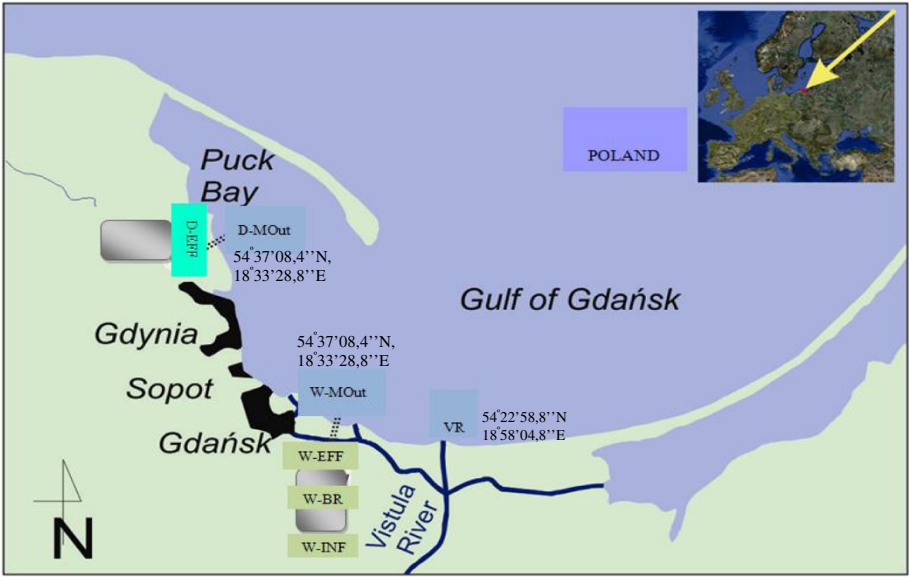 POLAND
Puck
Bay
D-EFF
D-MOut
54°37’08,4’’N,
18°33’28,8’’E
Gulf of Gdańsk
Gdynia
54°37’08,4’’N,
18°33’28,8’’E
Sopot
W-MOut
VR
54°22’58,8’’N
18°58’04,8’’E
Gdańsk
W-EFF
W-BR
W-INF
Vistula
River
N